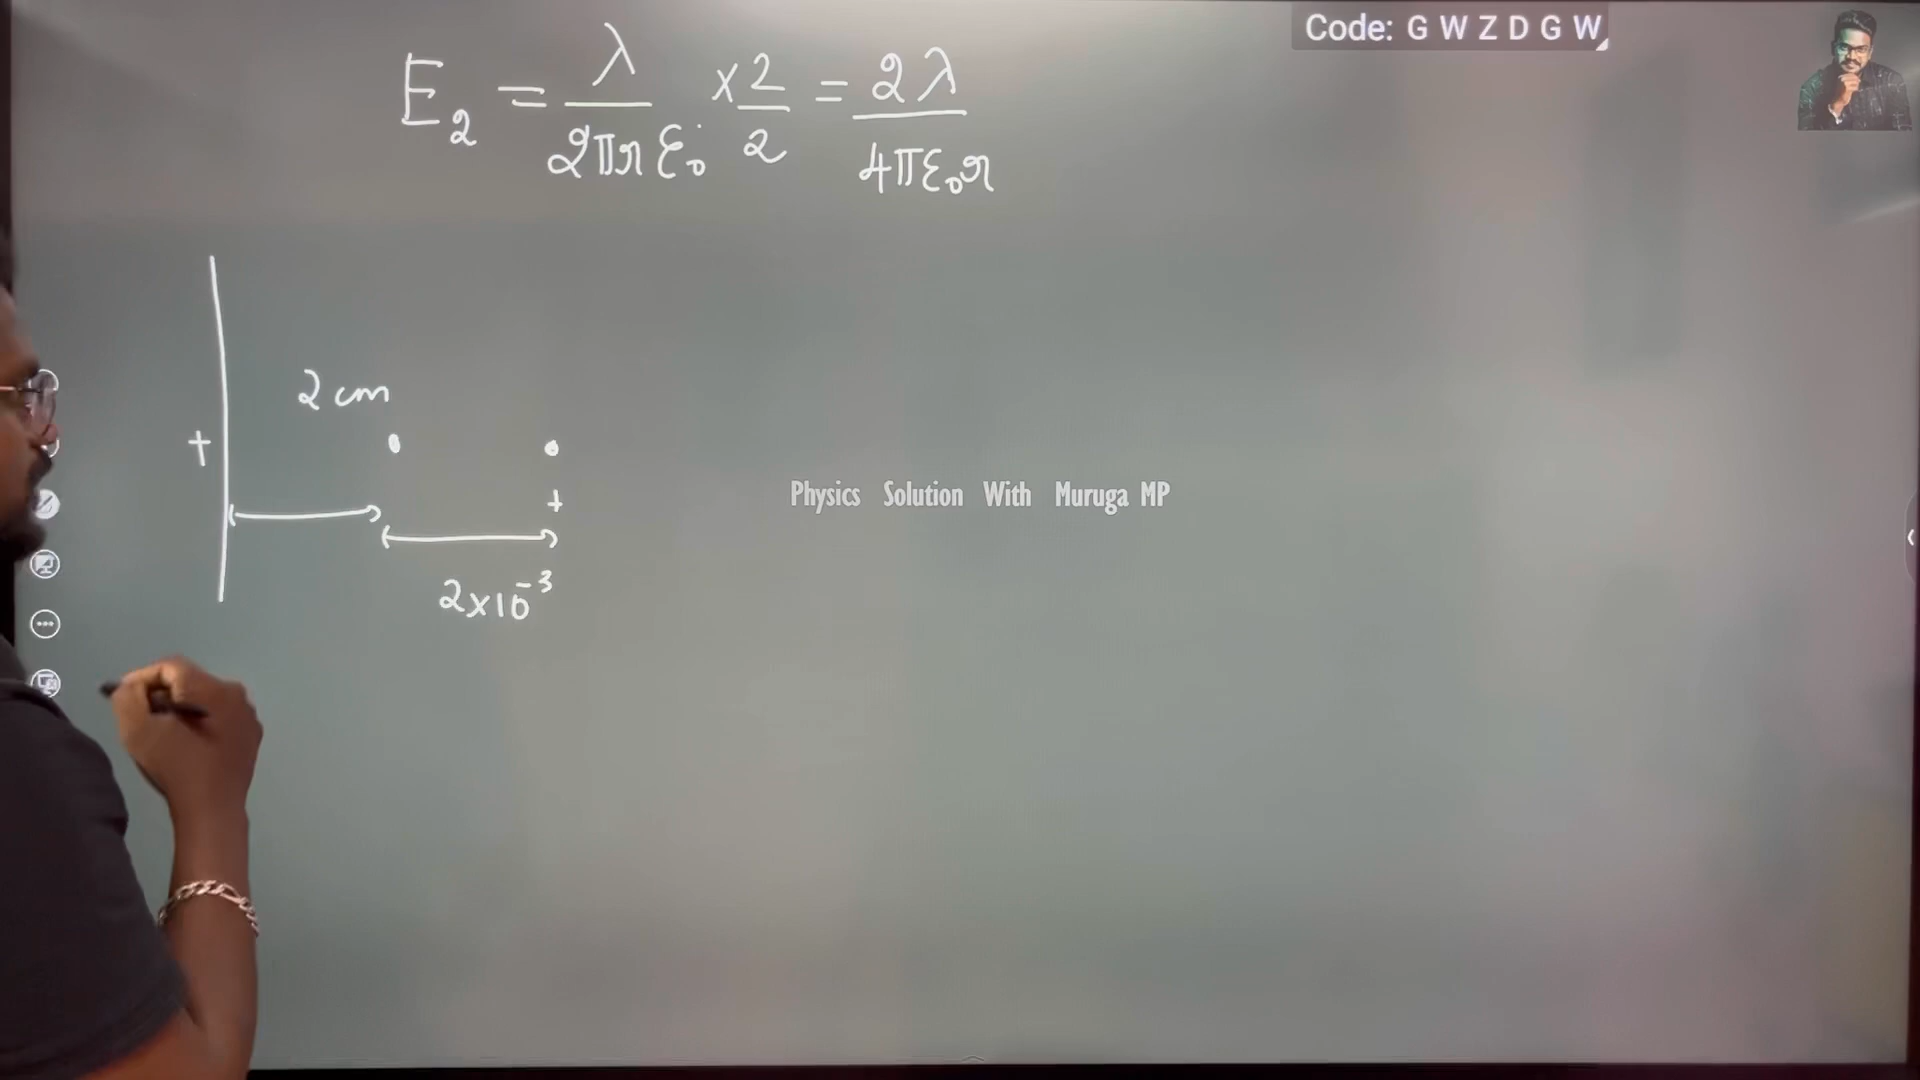 Code: G W Z D G W
E₂ = λ/2πrε₀ × 2/2 = 2λ/4πε₀r
2 cm
+
+
2×10⁻³
Physics Solution With Muruga MP